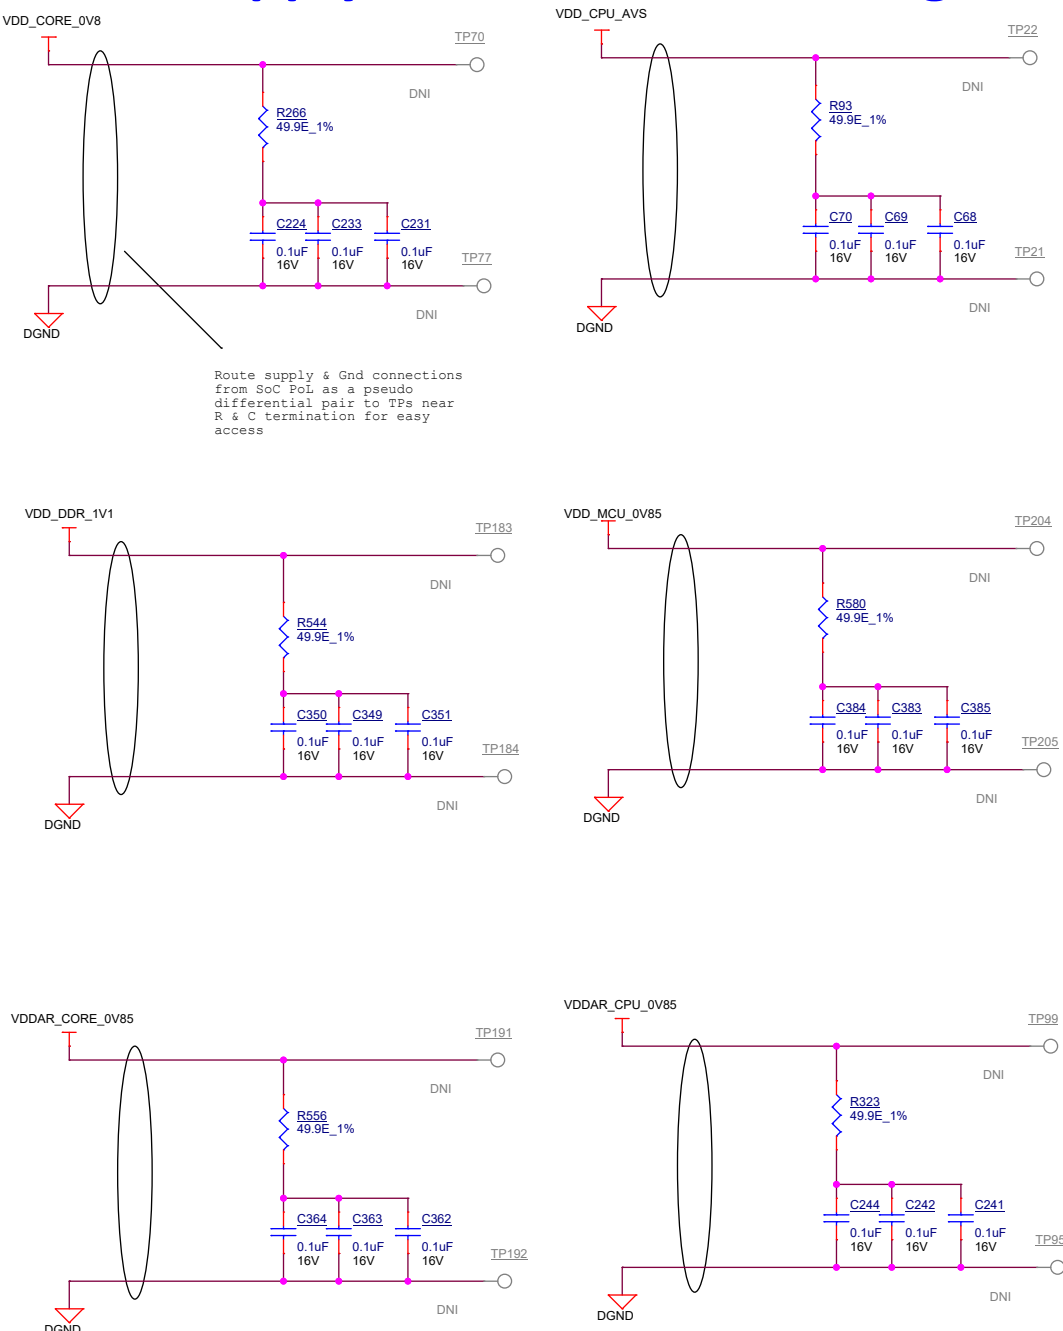 VDD_CORE_0V8
TP70
DNI
R266
49.9E_1%
C224 C233 C231
0.1uF 0.1uF 0.1uF
16V 16V 16V
TP77
DNI
DGND
Route supply & Gnd connections
from SoC PoL as a pseudo
differential pair to TPs near
R & C termination for easy
access
VDD_CPU_AVS
TP22
DNI
R93
49.9E_1%
C70 C69 C68
0.1uF 0.1uF 0.1uF
16V 16V 16V
TP21
DNI
DGND
VDD_DDR_1V1
TP183
DNI
R544
49.9E_1%
C350 C349 C351
0.1uF 0.1uF 0.1uF
16V 16V 16V
TP184
DNI
DGND
VDD_MCU_0V85
TP204
DNI
R580
49.9E_1%
C384 C383 C385
0.1uF 0.1uF 0.1uF
16V 16V 16V
TP205
DNI
DGND
VDDAR_CORE_0V85
TP191
DNI
R556
49.9E_1%
C364 C363 C362
0.1uF 0.1uF 0.1uF
16V 16V 16V
TP192
DNI
DGND
VDDAR_CPU_0V85
TP99
DNI
R323
49.9E_1%
C244 C242 C241
0.1uF 0.1uF 0.1uF
16V 16V 16V
TP95
DNI
DGND